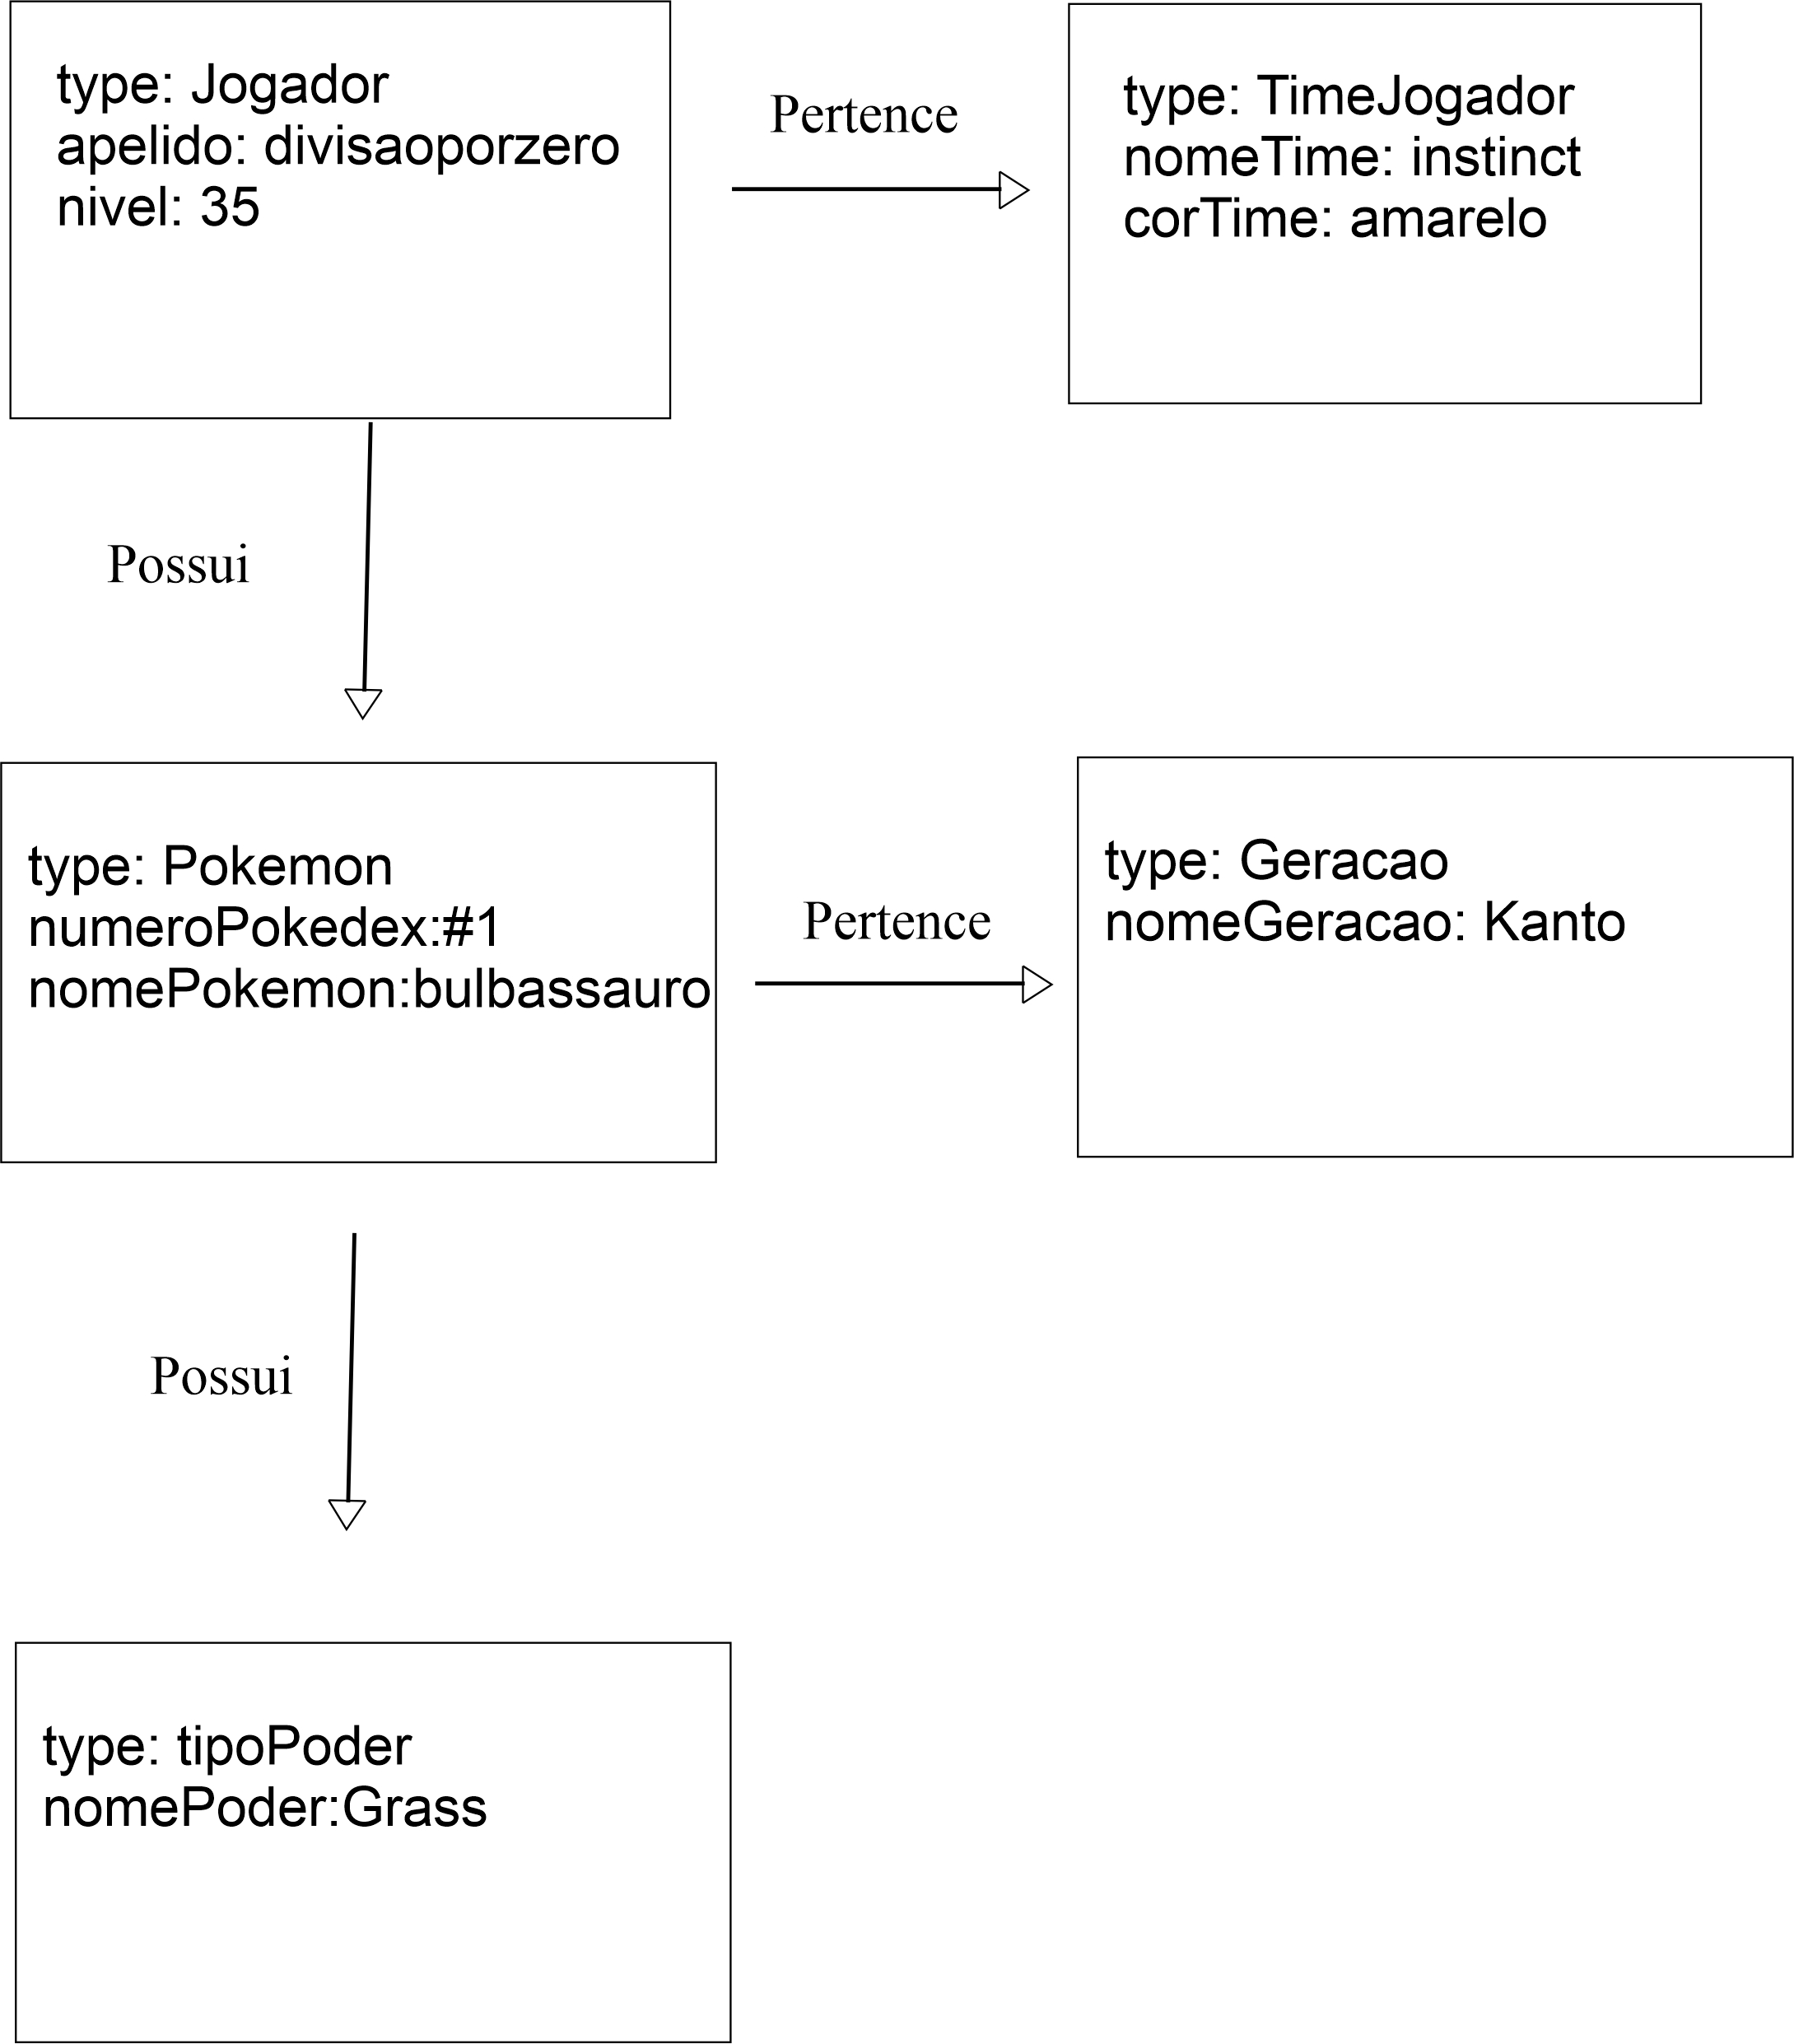 type: Jogador
apelido: divisaoporzero
nivel: 35
Pertence
type: TimeJogador
nomeTime: instinct
corTime: amarelo
Possui
type: Pokemon
numeroPokedex:#1
nomePokemon:bulbassauro
Pertence
type: Geracao
nomeGeracao: Kanto
Possui
type: tipoPoder
nomePoder:Grass